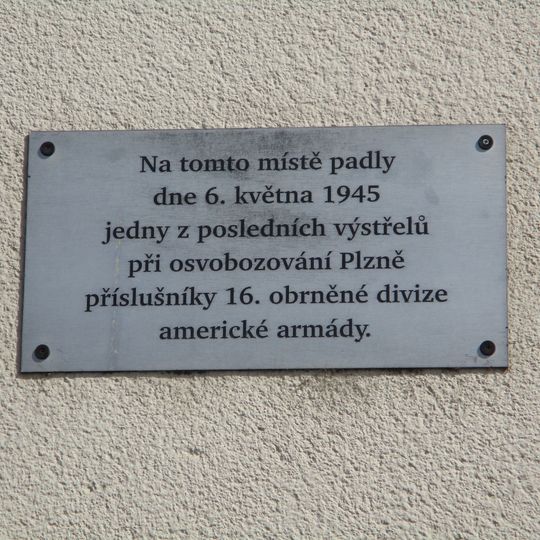 Na tomto místě padly
dne 6. května 1945
jedny z posledních výstřelů
při osvobozování Plzně
příslušníky 16. obrněné divize
americké armády.